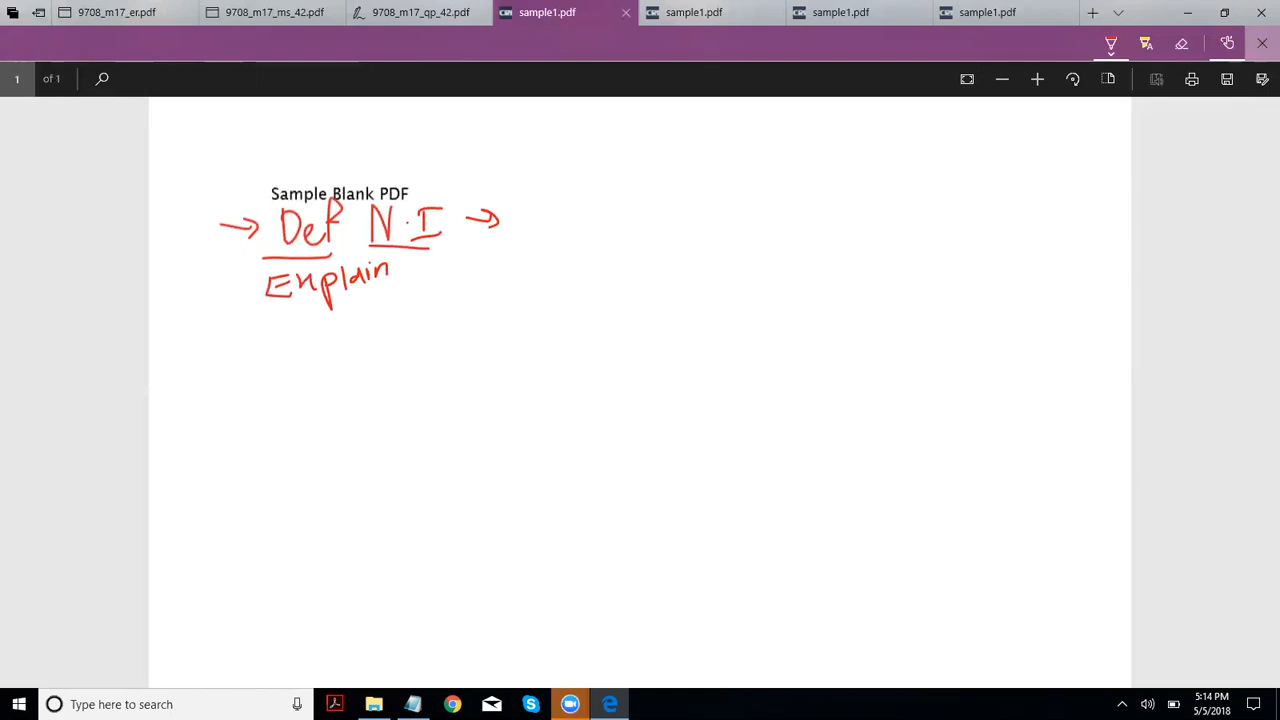 9708_m17_er.pdf 9708_m17_ms_42.pdf 9708_m17_qp_42.pdf sample1.pdf sample1.pdf sample1.pdf sample1.pdf
1 of 1
Sample Blank PDF
→ Def N.I →
Explain
Type here to search
5:14 PM
5/5/2018